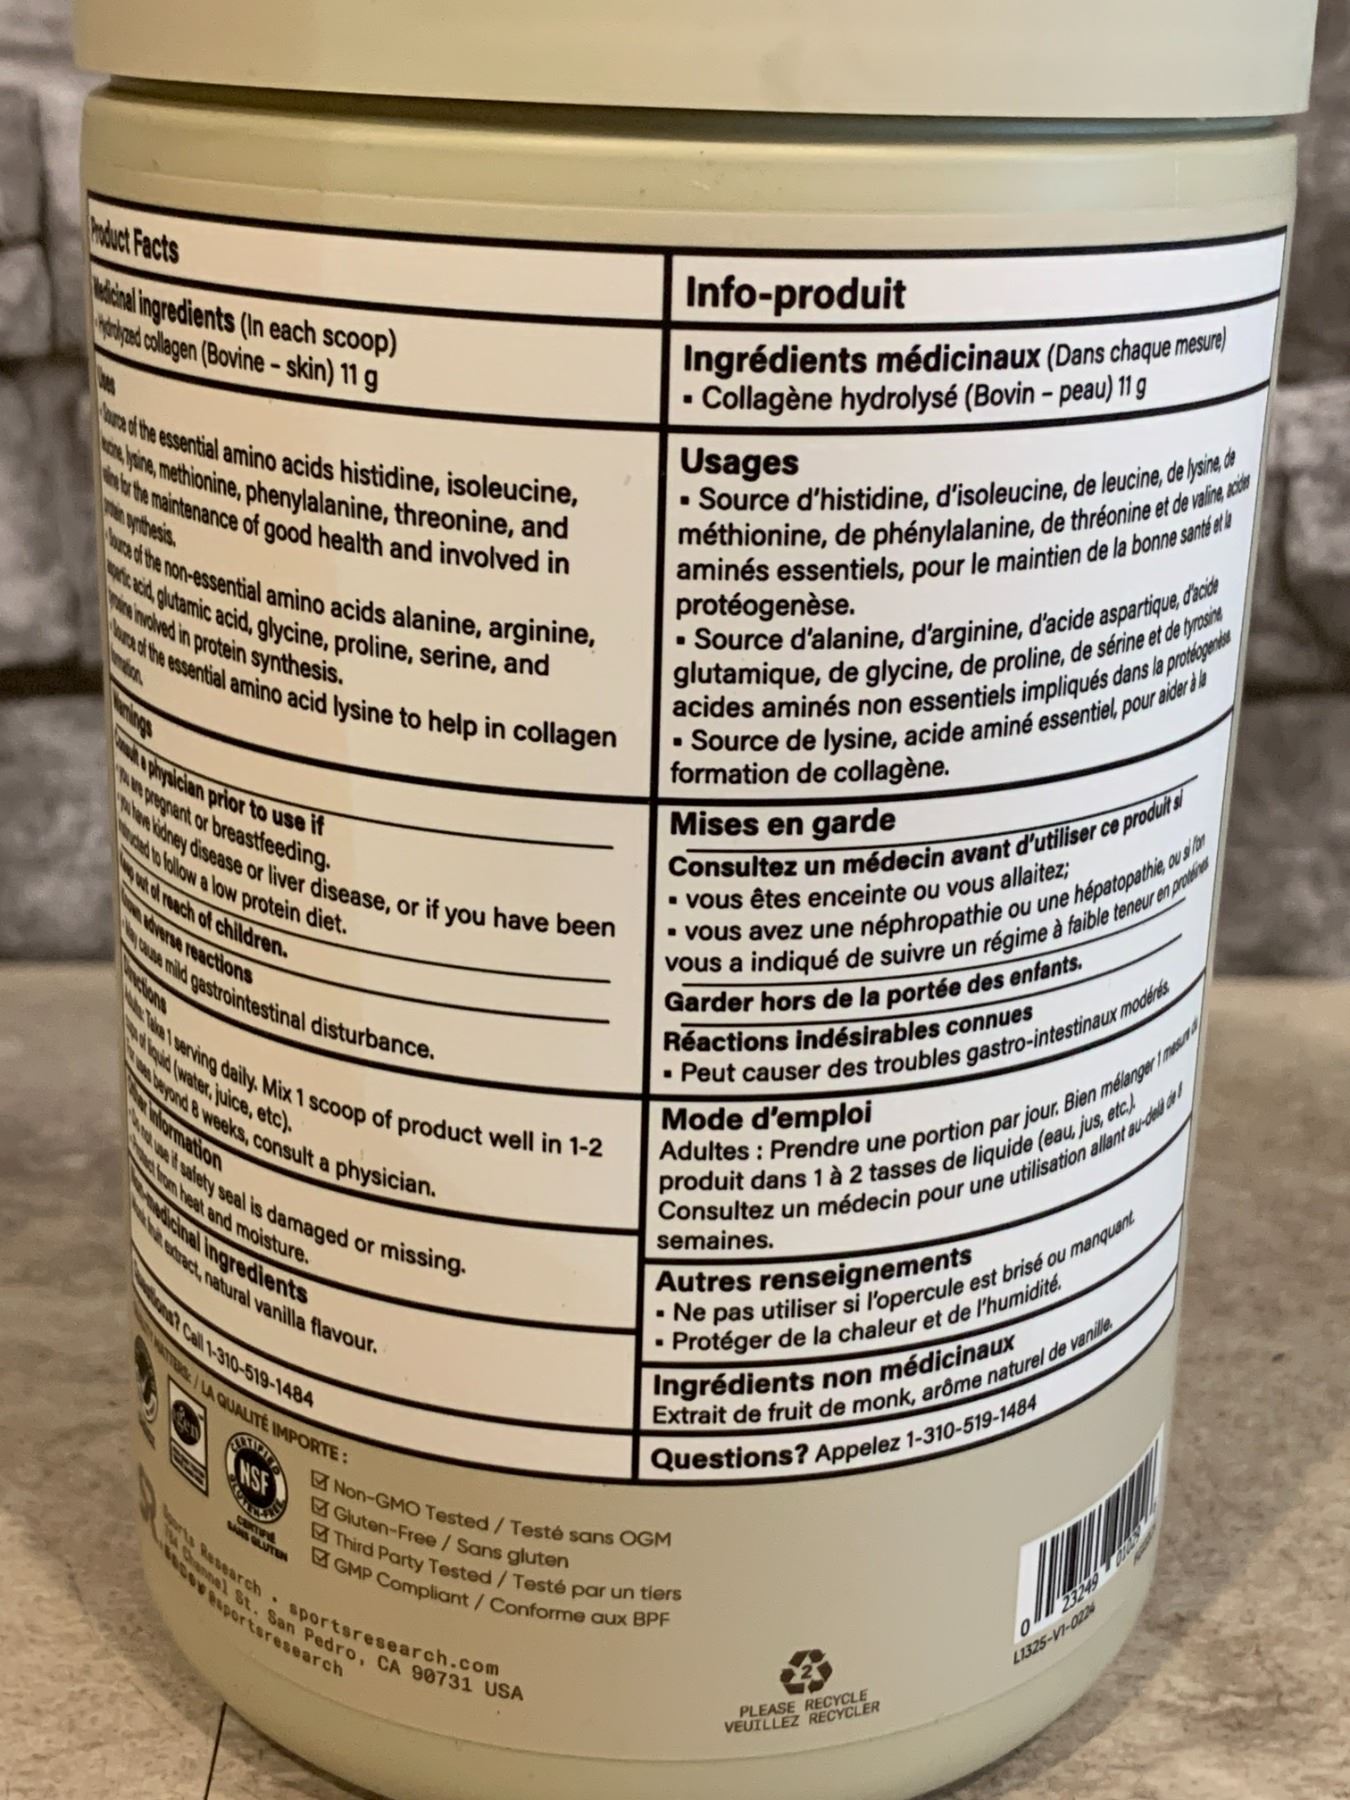 Product Facts
Medicinal ingredients (In each scoop)
▪ Hydrolyzed collagen (Bovine - skin) 11 g
Uses
▪ Source of the essential amino acids histidine, isoleucine,
leucine, lysine, methionine, phenylalanine, threonine, and
valine for the maintenance of good health and involved in
protein synthesis.
▪ Source of the non-essential amino acids alanine, arginine,
aspartic acid, glutamic acid, glycine, proline, serine, and
tyrosine involved in protein synthesis.
▪ Source of the essential amino acid lysine to help in collagen
formation.
Warnings
Consult a physician prior to use if
▪ you are pregnant or breastfeeding.
▪ you have kidney disease or liver disease, or if you have been
instructed to follow a low protein diet.
Keep out of reach of children.
Known adverse reactions
▪ May cause mild gastrointestinal disturbance.
Directions
Adults: Take 1 serving daily. Mix 1 scoop of product well in 1-2
cups of liquid (water, juice, etc).
For uses beyond 8 weeks, consult a physician.
Other information
▪ Do not use if safety seal is damaged or missing.
▪ Protect from heat and moisture.
Non-medicinal ingredients
Monk fruit extract, natural vanilla flavour.
Questions? Call 1-310-519-1484
Info-produit
Ingrédients médicinaux (Dans chaque mesure)
▪ Collagène hydrolysé (Bovin - peau) 11 g
Usages
▪ Source d'histidine, d'isoleucine, de leucine, de lysine, de
méthionine, de phénylalanine, de thréonine et de valine, acides
aminés essentiels, pour le maintien de la bonne santé et la
protéogenèse.
▪ Source d'alanine, d'arginine, d'acide aspartique, d'acide
glutamique, de glycine, de proline, de sérine et de tyrosine,
acides aminés non essentiels impliqués dans la protéogenèse.
▪ Source de lysine, acide aminé essentiel, pour aider à la
formation de collagène.
Mises en garde
Consultez un médecin avant d'utiliser ce produit si
▪ vous êtes enceinte ou vous allaitez;
▪ vous avez une néphropathie ou une hépatopathie, ou si l'on
vous a indiqué de suivre un régime à faible teneur en protéines
Garder hors de la portée des enfants.
Réactions indésirables connues
▪ Peut causer des troubles gastro-intestinaux modérés.
Mode d'emploi
Adultes : Prendre une portion par jour. Bien mélanger 1 mesure du
produit dans 1 à 2 tasses de liquide (eau, jus, etc.).
Consultez un médecin pour une utilisation allant au-delà de 8
semaines.
Autres renseignements
▪ Ne pas utiliser si l'opercule est brisé ou manquant.
▪ Protéger de la chaleur et de l'humidité.
Ingrédients non médicinaux
Extrait de fruit de monk, arôme naturel de vanille.
Questions? Appelez 1-310-519-1484
MATTERS: / LA QUALITÉ IMPORTE :
CERTIFIED
NSF
GLUTEN-FREE
CERTIFIÉ
SANS GLUTEN
☑ Non-GMO Tested / Testé sans OGM
☑ Gluten-Free / Sans gluten
☑ Third Party Tested / Testé par un tiers
☑ GMP Compliant / Conforme aux BPF
SR
Sports Research • sportsresearch.com
784 Channel St. San Pedro, CA 90731 USA
@sportsresearch
2
PLEASE RECYCLE
VEUILLEZ RECYCLER
0 23249
L1325-V1-0224